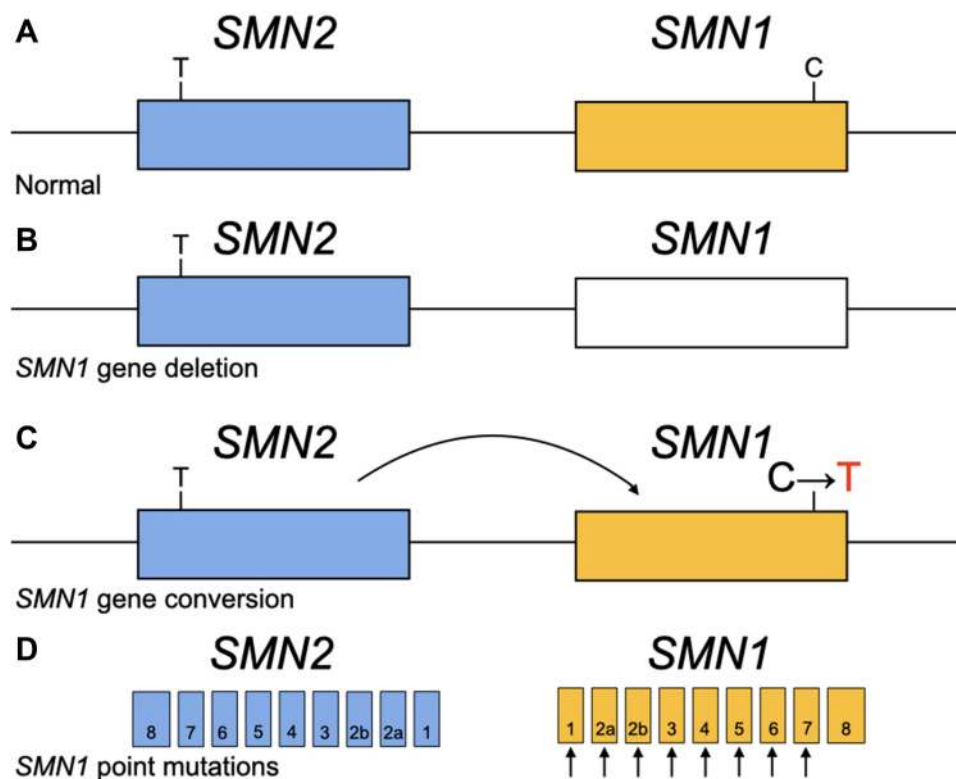 A SMN2 SMN1
T C
Normal
B SMN2 SMN1
T
SMN1 gene deletion
C SMN2 SMN1
T C→T
SMN1 gene conversion
D SMN2 SMN1
8 7 6 5 4 3 2b 2a 1 1 2a 2b 3 4 5 6 7 8
SMN1 point mutations